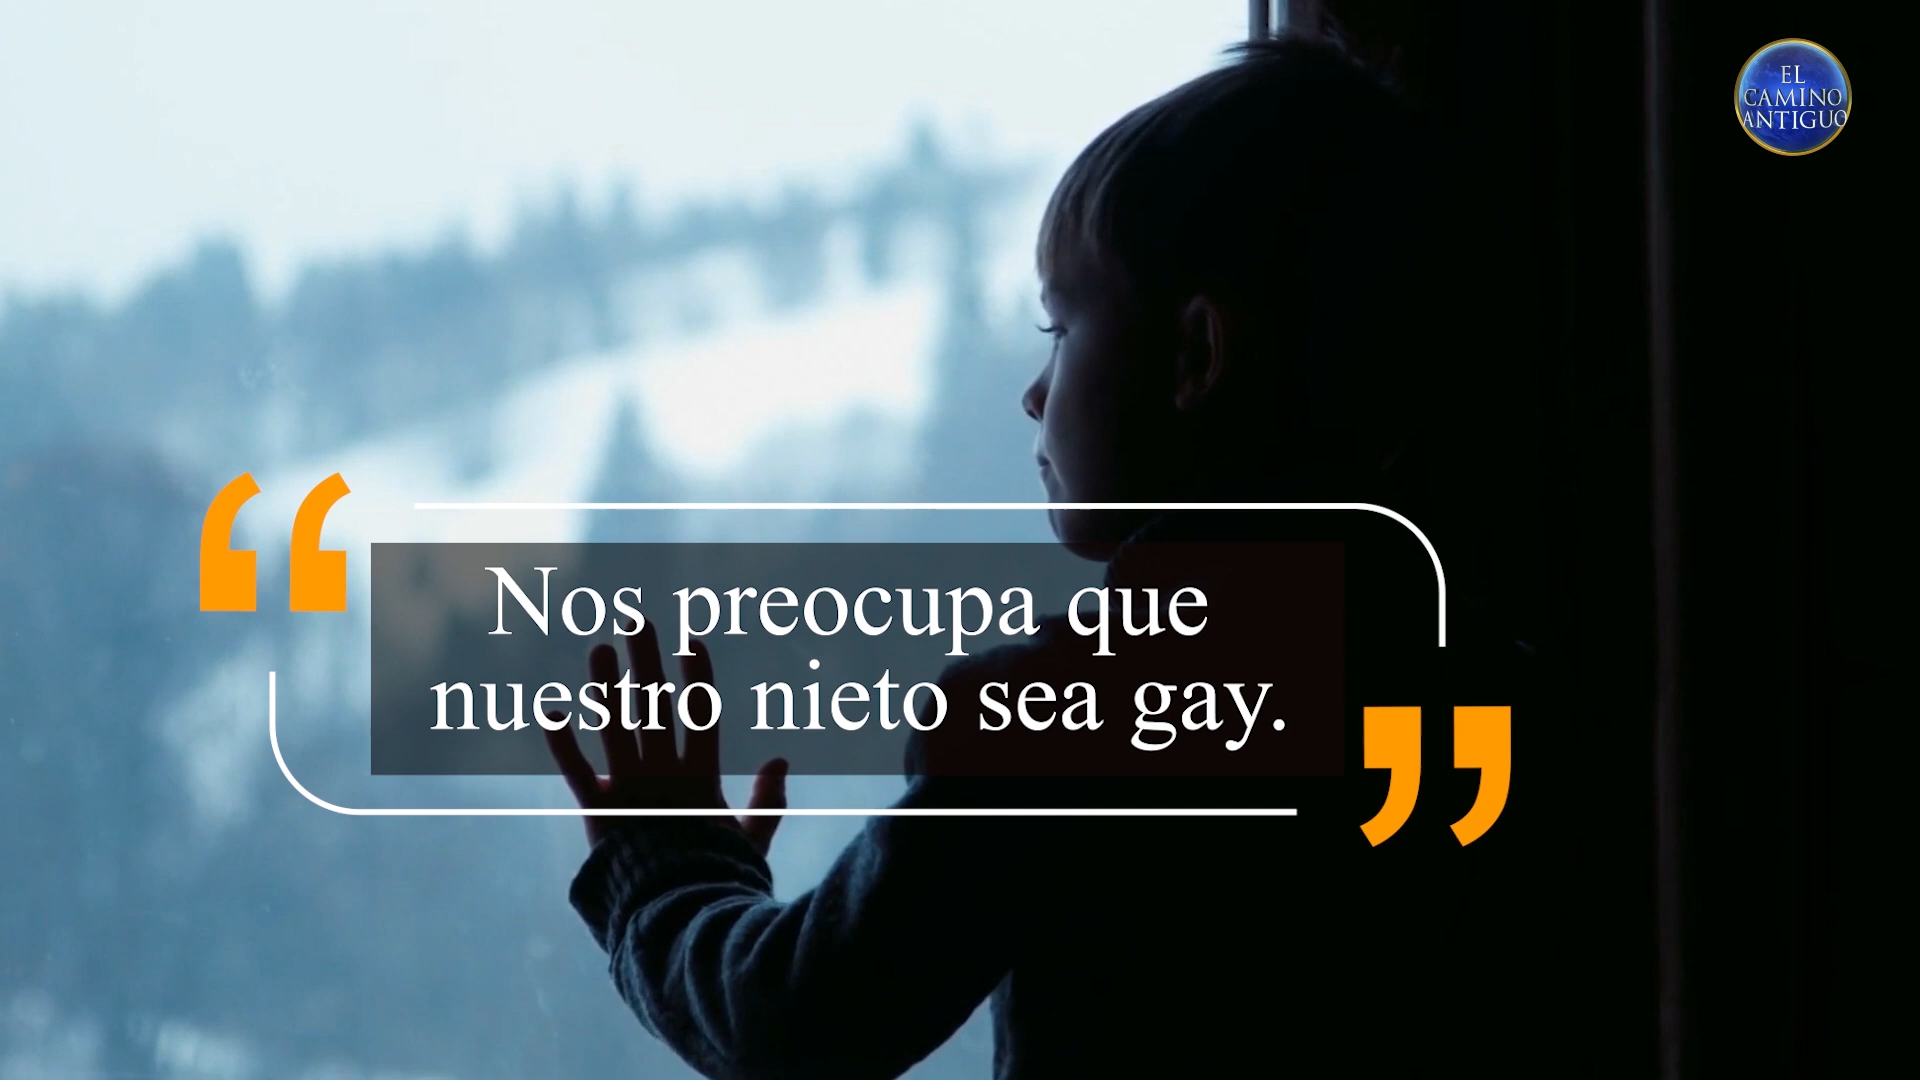 EL
CAMINO
ANTIGUO
Nos preocupa que
nuestro nieto sea gay.